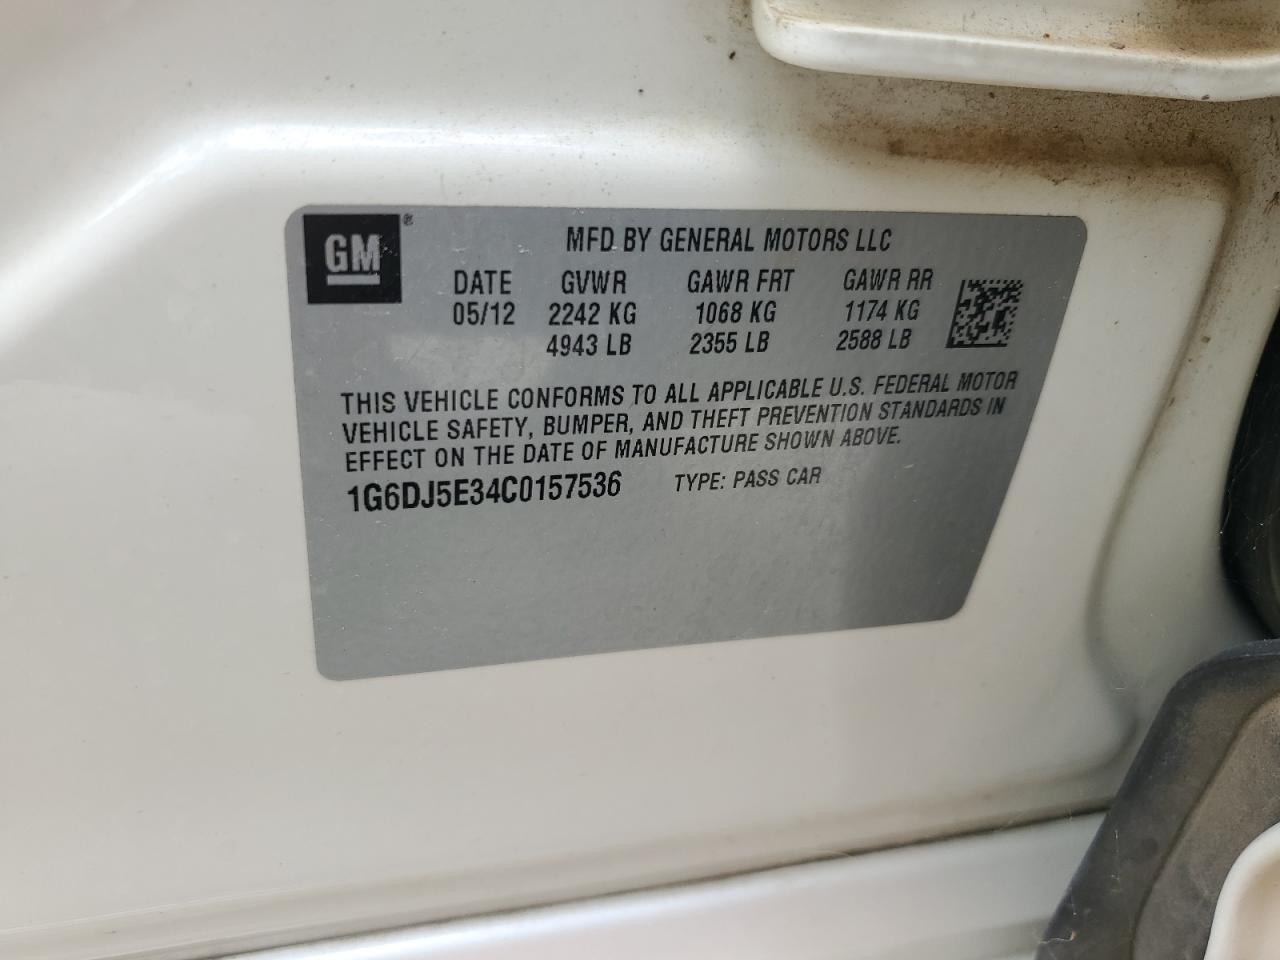 GM®
MFD BY GENERAL MOTORS LLC
DATE GVWR GAWR FRT GAWR RR
05/12 2242 KG 1068 KG 1174 KG
4943 LB 2355 LB 2588 LB
THIS VEHICLE CONFORMS TO ALL APPLICABLE U.S. FEDERAL MOTOR
VEHICLE SAFETY, BUMPER, AND THEFT PREVENTION STANDARDS IN
EFFECT ON THE DATE OF MANUFACTURE SHOWN ABOVE.
1G6DJ5E34C0157536 TYPE: PASS CAR